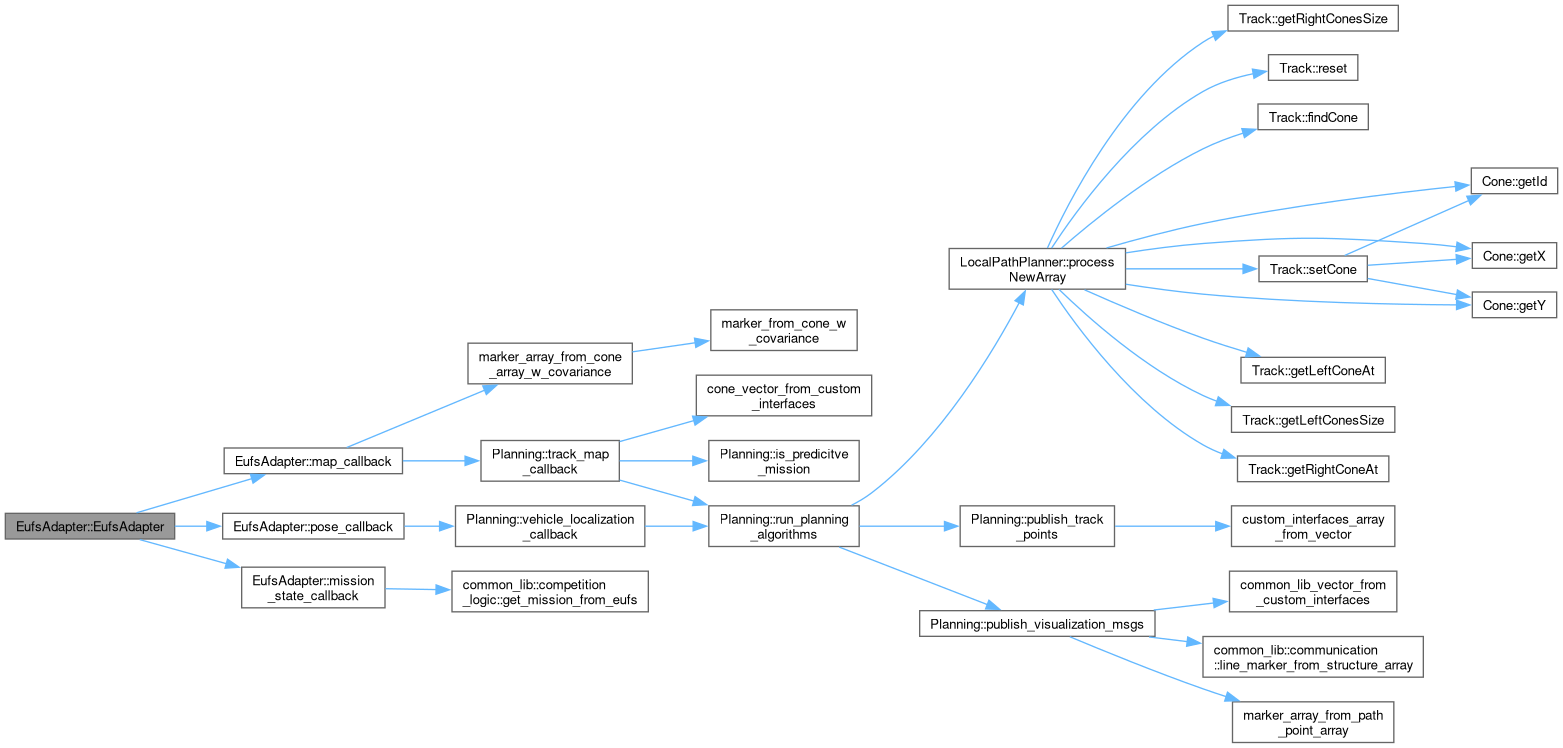 Track::getRightConesSize
Track::reset
Track::findCone
Cone::getId
LocalPathPlanner::process
NewArray
Track::setCone
Cone::getX
Cone::getY
marker_from_cone_w
_covariance
marker_array_from_cone
_array_w_covariance
Track::getLeftConeAt
cone_vector_from_custom
_interfaces
Track::getLeftConesSize
EufsAdapter::map_callback
Planning::track_map
_callback
Planning::is_predicitve
_mission
Track::getRightConeAt
EufsAdapter::EufsAdapter
EufsAdapter::pose_callback
Planning::vehicle_localization
_callback
Planning::run_planning
_algorithms
Planning::publish_track
_points
custom_interfaces_array
_from_vector
EufsAdapter::mission
_state_callback
common_lib::competition
_logic::get_mission_from_eufs
common_lib_vector_from
_custom_interfaces
Planning::publish_visualization_msgs
common_lib::communication
::line_marker_from_structure_array
marker_array_from_path
_point_array